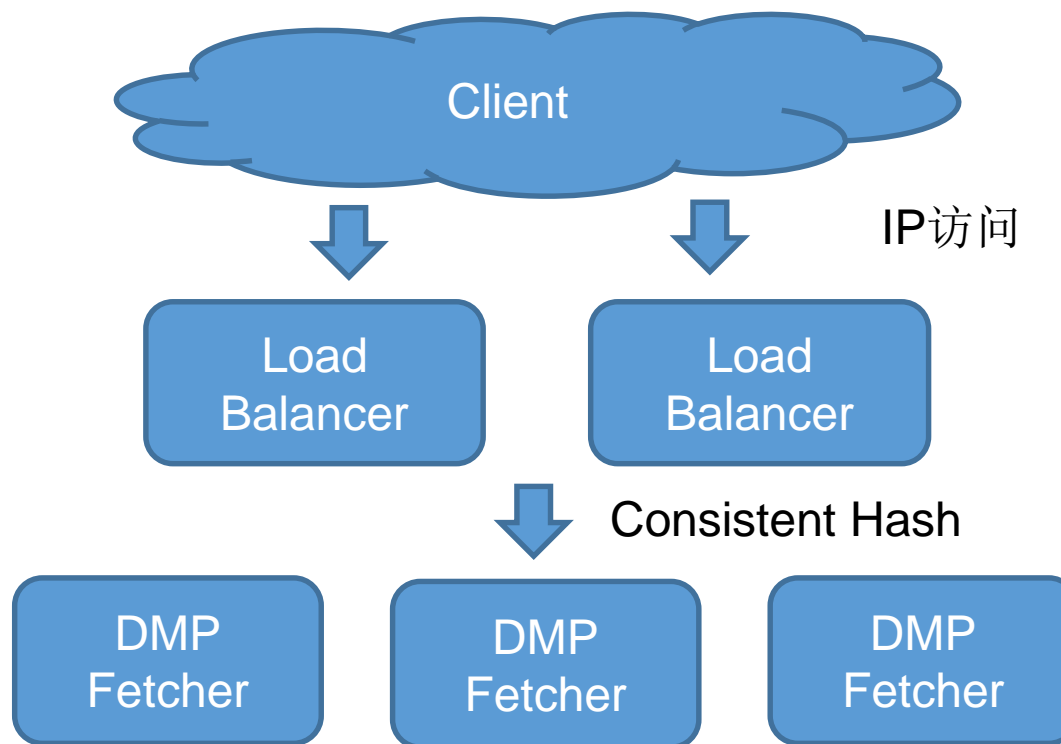 Client
IP访问
Load
Balancer
Load
Balancer
Consistent Hash
DMP
Fetcher
DMP
Fetcher
DMP
Fetcher